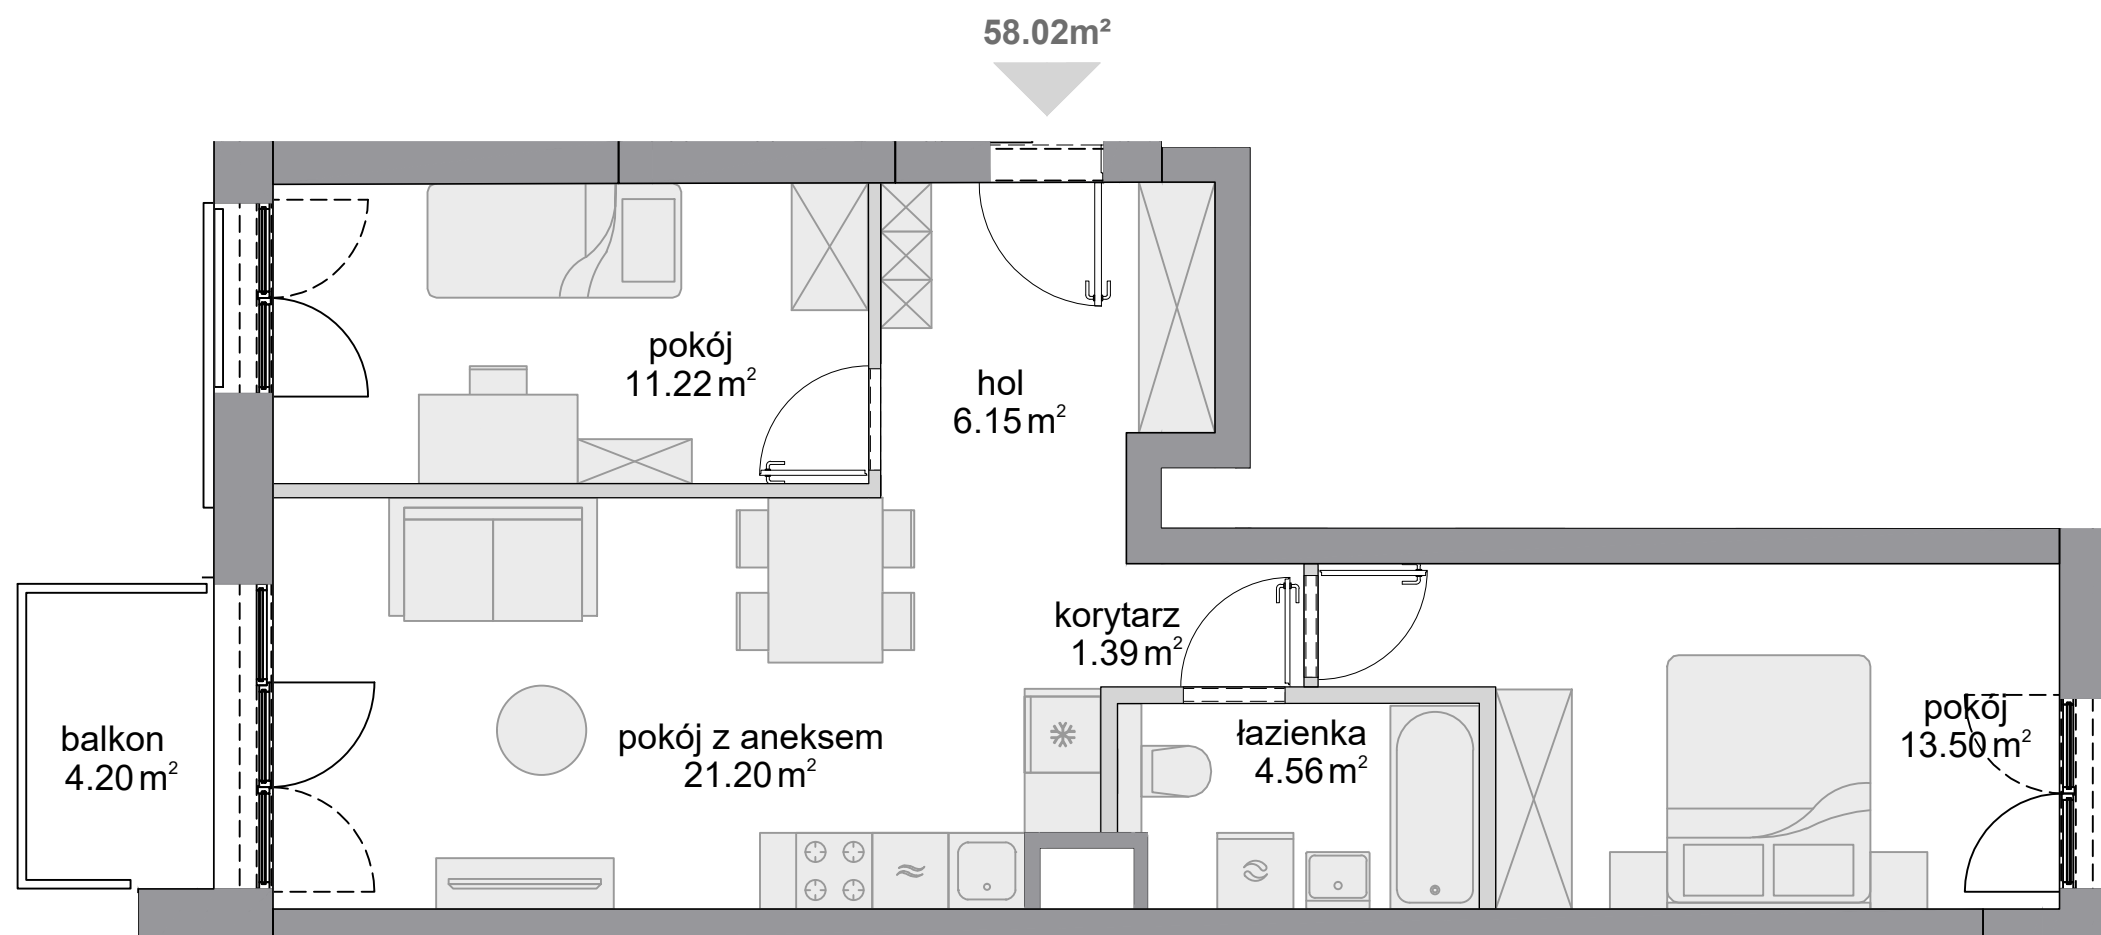 58.02m²
pokój
11.22 m²
hol
6.15 m²
korytarz
1.39 m²
pokój
13.50 m²
łazienka
4.56 m²
pokój z aneksem
21.20 m²
balkon
4.20 m²